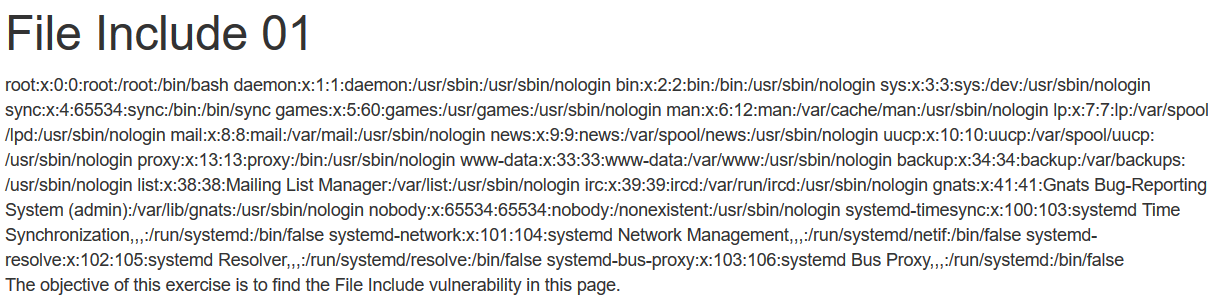 File Include 01
root:x:0:0:root:/root:/bin/bash daemon:x:1:1:daemon:/usr/sbin:/usr/sbin/nologin bin:x:2:2:bin:/bin:/usr/sbin/nologin sys:x:3:3:sys:/dev:/usr/sbin/nologin
sync:x:4:65534:sync:/bin:/bin/sync games:x:5:60:games:/usr/games:/usr/sbin/nologin man:x:6:12:man:/var/cache/man:/usr/sbin/nologin lp:x:7:7:lp:/var/spool
/lpd:/usr/sbin/nologin mail:x:8:8:mail:/var/mail:/usr/sbin/nologin news:x:9:9:news:/var/spool/news:/usr/sbin/nologin uucp:x:10:10:uucp:/var/spool/uucp:
/usr/sbin/nologin proxy:x:13:13:proxy:/bin:/usr/sbin/nologin www-data:x:33:33:www-data:/var/www:/usr/sbin/nologin backup:x:34:34:backup:/var/backups:
/usr/sbin/nologin list:x:38:38:Mailing List Manager:/var/list:/usr/sbin/nologin irc:x:39:39:ircd:/var/run/ircd:/usr/sbin/nologin gnats:x:41:41:Gnats Bug-Reporting
System (admin):/var/lib/gnats:/usr/sbin/nologin nobody:x:65534:65534:nobody:/nonexistent:/usr/sbin/nologin systemd-timesync:x:100:103:systemd Time
Synchronization,,,:/run/systemd:/bin/false systemd-network:x:101:104:systemd Network Management,,,:/run/systemd/netif:/bin/false systemd-
resolve:x:102:105:systemd Resolver,,,:/run/systemd/resolve:/bin/false systemd-bus-proxy:x:103:106:systemd Bus Proxy,,,:/run/systemd:/bin/false
The objective of this exercise is to find the File Include vulnerability in this page.